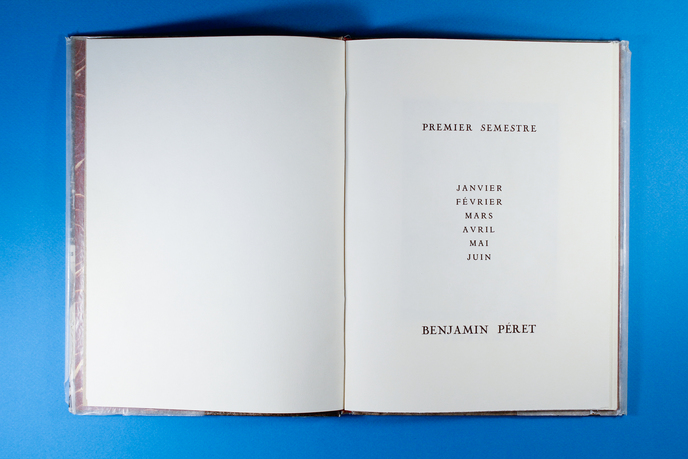 PREMIER SEMESTRE
JANVIER
FÉVRIER
MARS
AVRIL
MAI
JUIN
BENJAMIN PÉRET